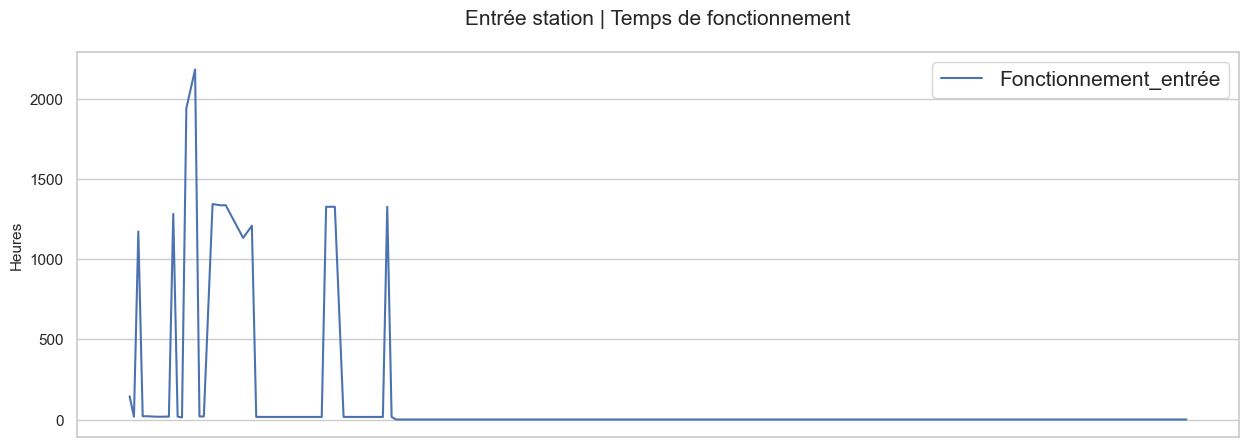 Entrée station | Temps de fonctionnement
Fonctionnement_entrée
2000
1500
1000
500
0
Heures